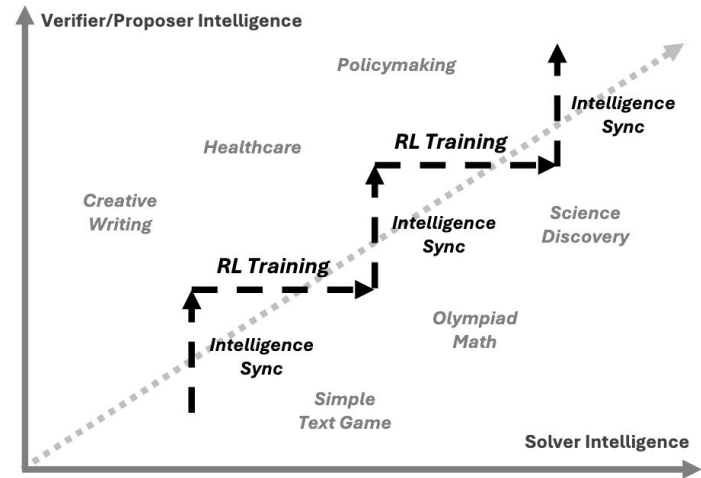 Verifier/Proposer Intelligence
Policymaking
Intelligence
Sync
RL Training
Healthcare
Creative
Writing
Intelligence
Sync
Science
Discovery
RL Training
Olympiad
Math
Intelligence
Sync
Simple
Text Game
Solver Intelligence